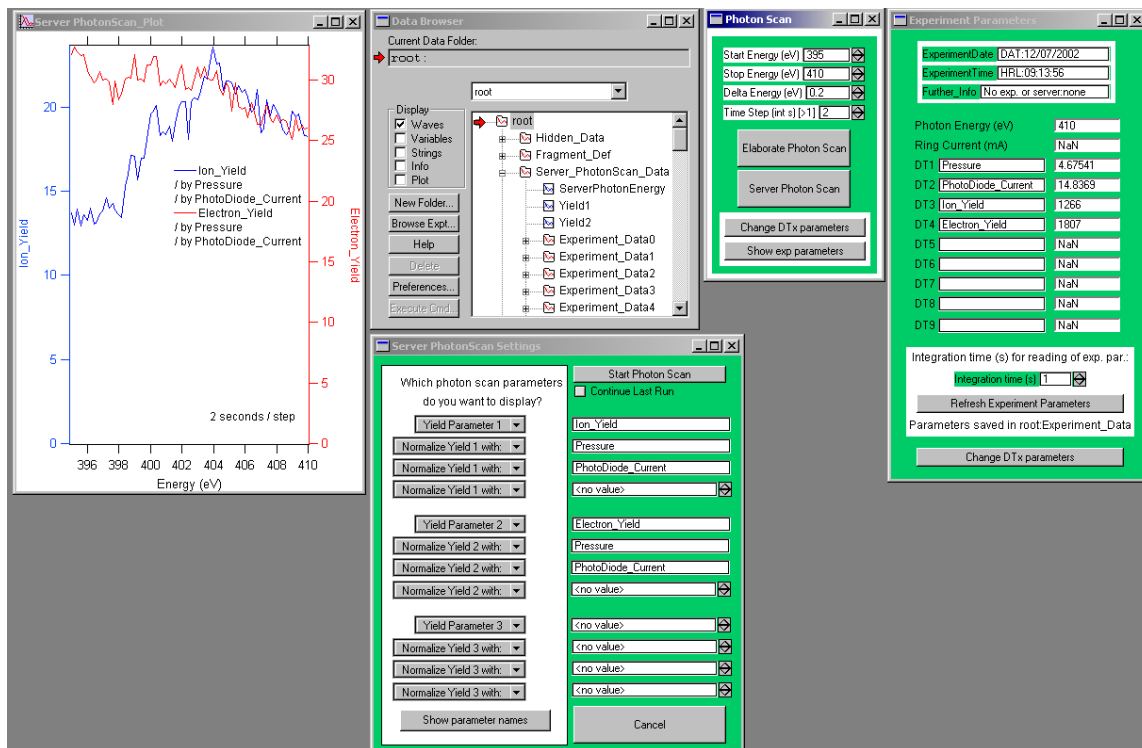 Server PhotonScan_Plot
396 398 400 402 404 406 408 410
Energy (eV)
20
15
10
5
0
Ion_Yield
30
25
20
15
10
5
0
Electron_Yield
Ion_Yield
/ by Pressure
/ by PhotoDiode_Current
Electron_Yield
/ by Pressure
/ by PhotoDiode_Current
2 seconds / step
Data Browser
Current Data Folder:
root:
root
Display
Waves
Variables
Strings
Info
Plot
New Folder...
Browse Expt...
Help
Delete
Preferences...
Execute Cmd...
root
Hidden_Data
Fragment_Def
Server_PhotonScan_Data
ServerPhotonEnergy
Yield1
Yield2
Experiment_Data0
Experiment_Data1
Experiment_Data2
Experiment_Data3
Experiment_Data4
Photon Scan
Start Energy (eV) 395
Stop Energy (eV) 410
Delta Energy (eV) 0.2
Time Step (int s) [>1] 2
Elaborate Photon Scan
Server Photon Scan
Change DTx parameters
Show exp parameters
Experiment Parameters
ExperimentDate DAT:12/07/2002
ExperimentTime HRL:09:13:56
Further_Info No exp. or server:none
Photon Energy (eV) 410
Ring Current (mA) NaN
DT1 Pressure 4.67541
DT2 PhotoDiode_Current 14.8369
DT3 Ion_Yield 1266
DT4 Electron_Yield 1807
DT5 NaN
DT6 NaN
DT7 NaN
DT8 NaN
DT9 NaN
Integration time (s) for reading of exp. par.:
Integration time (s) 1
Refresh Experiment Parameters
Parameters saved in root:Experiment_Data
Change DTx parameters
Server PhotonScan Settings
Which photon scan parameters
do you want to display?
Start Photon Scan
Continue Last Run
Yield Parameter 1 Ion_Yield
Normalize Yield 1 with: Pressure
Normalize Yield 1 with: PhotoDiode_Current
Normalize Yield 1 with: <no value>
Yield Parameter 2 Electron_Yield
Normalize Yield 2 with: Pressure
Normalize Yield 2 with: PhotoDiode_Current
Normalize Yield 2 with: <no value>
Yield Parameter 3 <no value>
Normalize Yield 3 with: <no value>
Normalize Yield 3 with: <no value>
Normalize Yield 3 with: <no value>
Show parameter names
Cancel